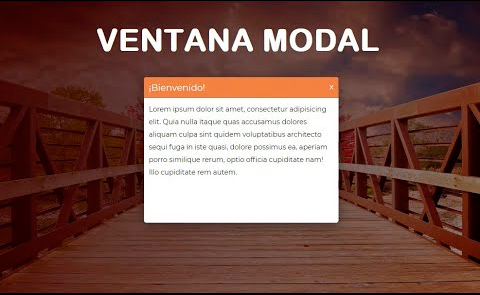 VENTANA MODAL
¡Bienvenido! X
Lorem ipsum dolor sit amet, consectetur adipisicing
elit. Quia nulla itaque quas accusamus dolores
aliquam culpa sint quidem voluptatibus architecto
sequi fuga in iste quasi, dolore possimus ea, aperiam
porro similique rerum, optio officia cupiditate nam!
Illo cupiditate rem autem.